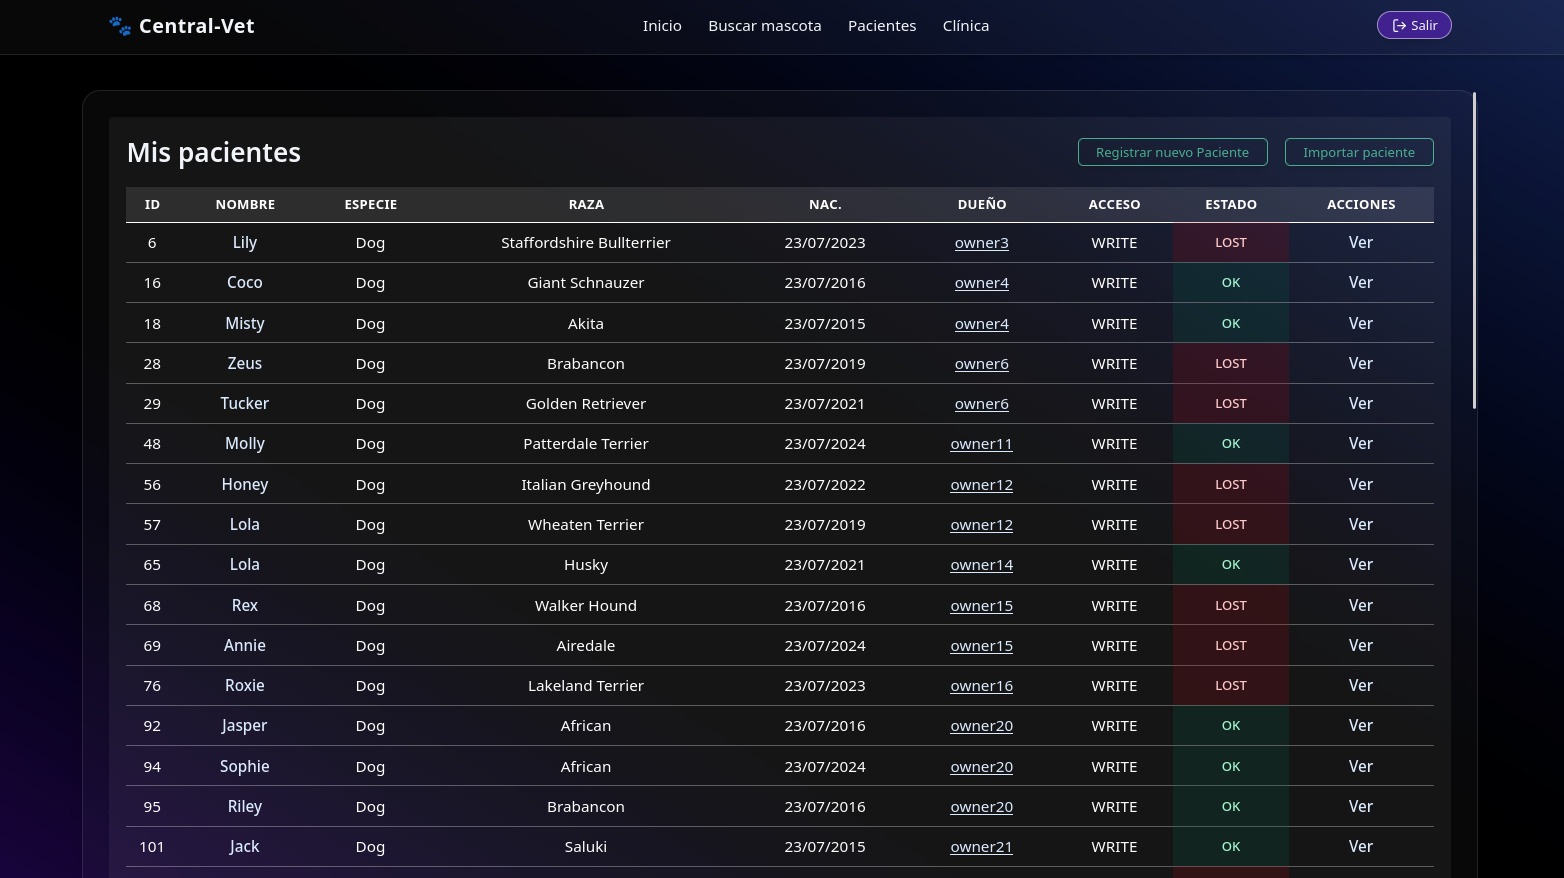 Central-Vet Inicio Buscar mascota Pacientes Clínica Salir
Mis pacientes Registrar nuevo Paciente Importar paciente
ID NOMBRE ESPECIE RAZA NAC. DUEÑO ACCESO ESTADO ACCIONES
6 Lily Dog Staffordshire Bullterrier 23/07/2023 owner3 WRITE LOST Ver
16 Coco Dog Giant Schnauzer 23/07/2016 owner4 WRITE OK Ver
18 Misty Dog Akita 23/07/2015 owner4 WRITE OK Ver
28 Zeus Dog Brabancon 23/07/2019 owner6 WRITE LOST Ver
29 Tucker Dog Golden Retriever 23/07/2021 owner6 WRITE LOST Ver
48 Molly Dog Patterdale Terrier 23/07/2024 owner11 WRITE OK Ver
56 Honey Dog Italian Greyhound 23/07/2022 owner12 WRITE LOST Ver
57 Lola Dog Wheaten Terrier 23/07/2019 owner12 WRITE LOST Ver
65 Lola Dog Husky 23/07/2021 owner14 WRITE OK Ver
68 Rex Dog Walker Hound 23/07/2016 owner15 WRITE LOST Ver
69 Annie Dog Airedale 23/07/2024 owner15 WRITE LOST Ver
76 Roxie Dog Lakeland Terrier 23/07/2023 owner16 WRITE LOST Ver
92 Jasper Dog African 23/07/2016 owner20 WRITE OK Ver
94 Sophie Dog African 23/07/2024 owner20 WRITE OK Ver
95 Riley Dog Brabancon 23/07/2016 owner20 WRITE OK Ver
101 Jack Dog Saluki 23/07/2015 owner21 WRITE OK Ver